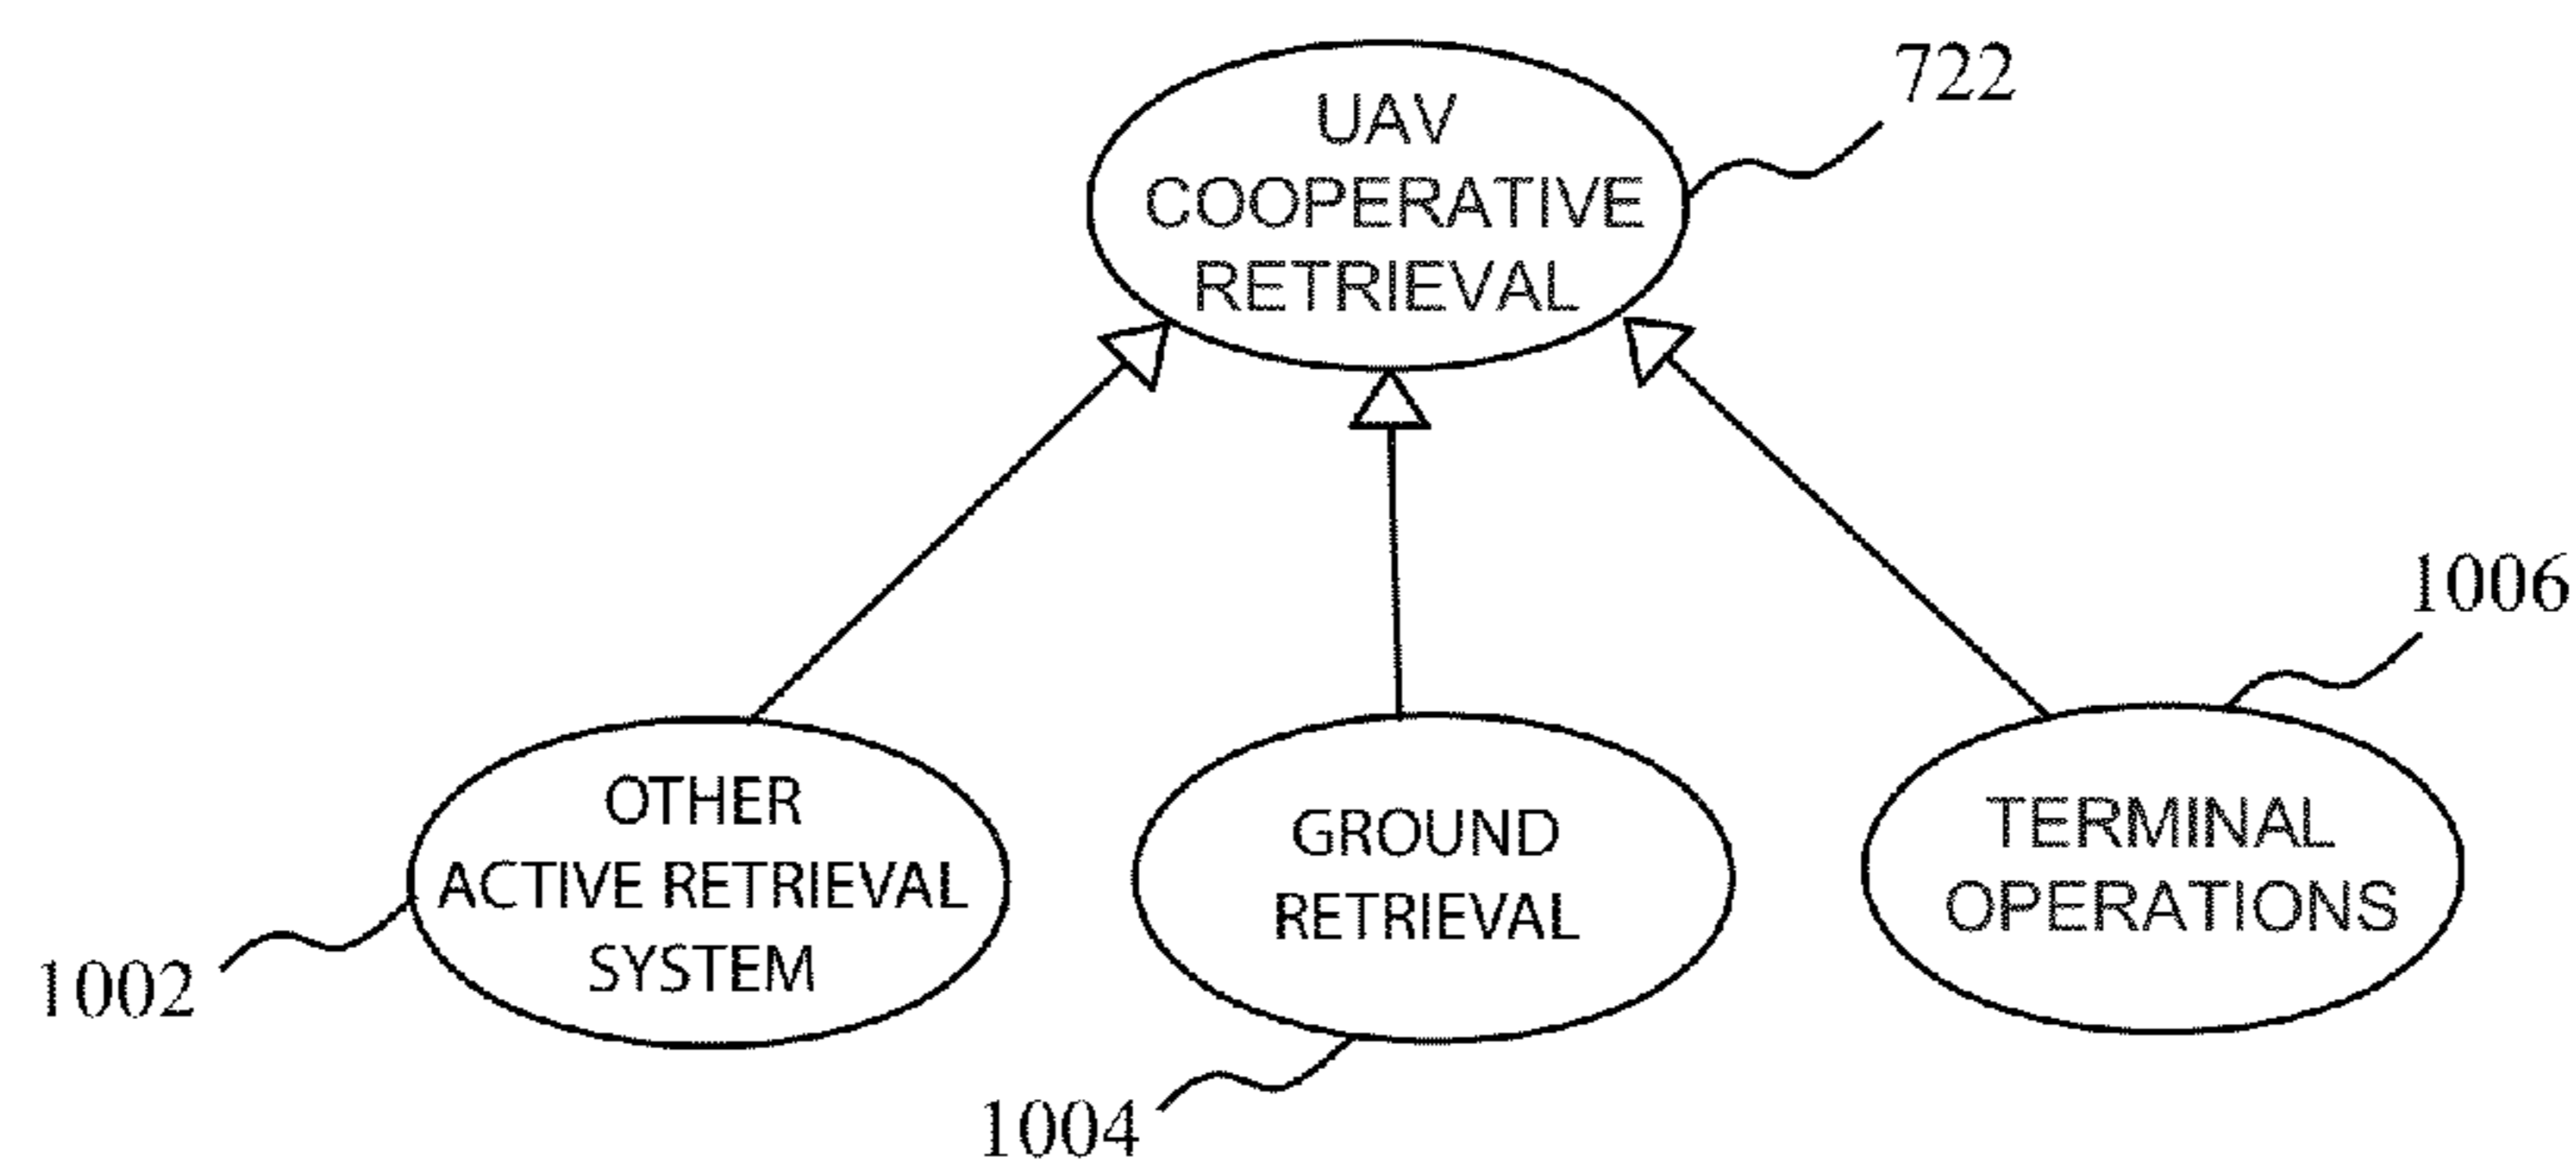 722
UAV
COOPERATIVE
RETRIEVAL
1006
OTHER
ACTIVE RETRIEVAL
SYSTEM
1002
GROUND
RETRIEVAL
1004
TERMINAL
OPERATIONS